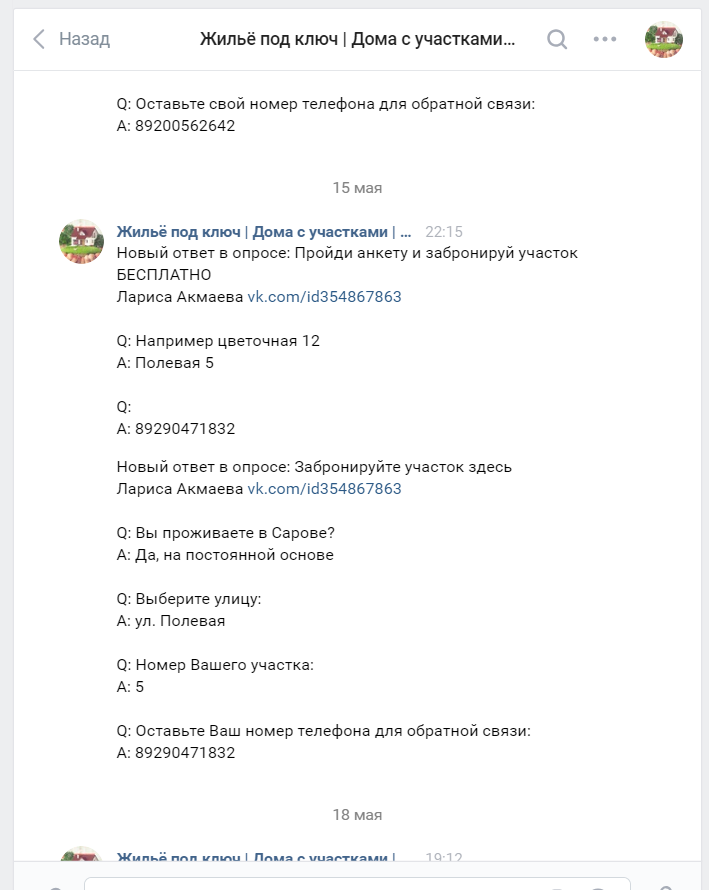 Назад
Жильё под ключ | Дома с участками...
Q: Оставьте свой номер телефона для обратной связи:
A: 89200562642
15 мая
Жильё под ключ | Дома с участками | ... 22:15
Новый ответ в опросе: Пройди анкету и забронируй участок
БЕСПЛАТНО
Лариса Акмаева vk.com/id354867863
Q: Например цветочная 12
A: Полевая 5
Q:
A: 89290471832
Новый ответ в опросе: Забронируйте участок здесь
Лариса Акмаева vk.com/id354867863
Q: Вы проживаете в Сарове?
A: Да, на постоянной основе
Q: Выберите улицу:
A: ул. Полевая
Q: Номер Вашего участка:
A: 5
Q: Оставьте Ваш номер телефона для обратной связи:
A: 89290471832
18 мая
Жильё под ключ | Дома с участками | 19:12